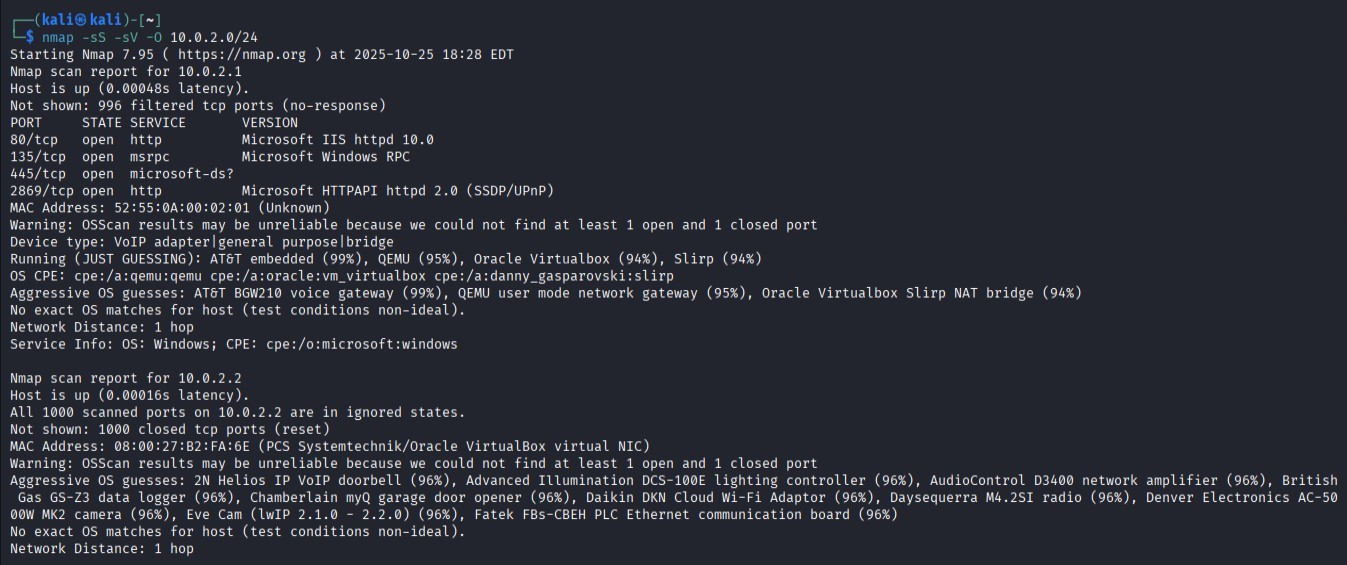 ┌──(kali㉿kali)-[~]
└─$ nmap -sS -sV -O 10.0.2.0/24
Starting Nmap 7.95 ( https://nmap.org ) at 2025-10-25 18:28 EDT
Nmap scan report for 10.0.2.1
Host is up (0.00048s latency).
Not shown: 996 filtered tcp ports (no-response)
PORT     STATE SERVICE       VERSION
80/tcp   open  http          Microsoft IIS httpd 10.0
135/tcp  open  msrpc         Microsoft Windows RPC
445/tcp  open  microsoft-ds?
2869/tcp open  http          Microsoft HTTPAPI httpd 2.0 (SSDP/UPnP)
MAC Address: 52:55:0A:00:02:01 (Unknown)
Warning: OSScan results may be unreliable because we could not find at least 1 open and 1 closed port
Device type: VoIP adapter|general purpose|bridge
Running (JUST GUESSING): AT&T embedded (99%), QEMU (95%), Oracle Virtualbox (94%), Slirp (94%)
OS CPE: cpe:/a:qemu:qemu cpe:/a:oracle:vm_virtualbox cpe:/a:danny_gasparovski:slirp
Aggressive OS guesses: AT&T BGW210 voice gateway (99%), QEMU user mode network gateway (95%), Oracle Virtualbox Slirp NAT bridge (94%)
No exact OS matches for host (test conditions non-ideal).
Network Distance: 1 hop
Service Info: OS: Windows; CPE: cpe:/o:microsoft:windows

Nmap scan report for 10.0.2.2
Host is up (0.00016s latency).
All 1000 scanned ports on 10.0.2.2 are in ignored states.
Not shown: 1000 closed tcp ports (reset)
MAC Address: 08:00:27:B2:FA:6E (PCS Systemtechnik/Oracle VirtualBox virtual NIC)
Warning: OSScan results may be unreliable because we could not find at least 1 open and 1 closed port
Aggressive OS guesses: 2N Helios IP VoIP doorbell (96%), Advanced Illumination DCS-100E lighting controller (96%), AudioControl D3400 network amplifier (96%), British
 Gas GS-Z3 data logger (96%), Chamberlain myQ garage door opener (96%), Daikin DKN Cloud Wi-Fi Adaptor (96%), Daysequerra M4.2SI radio (96%), Denver Electronics AC-50
00W MK2 camera (96%), Eve Cam (lwIP 2.1.0 - 2.2.0) (96%), Fatek FBs-CBEH PLC Ethernet communication board (96%)
No exact OS matches for host (test conditions non-ideal).
Network Distance: 1 hop